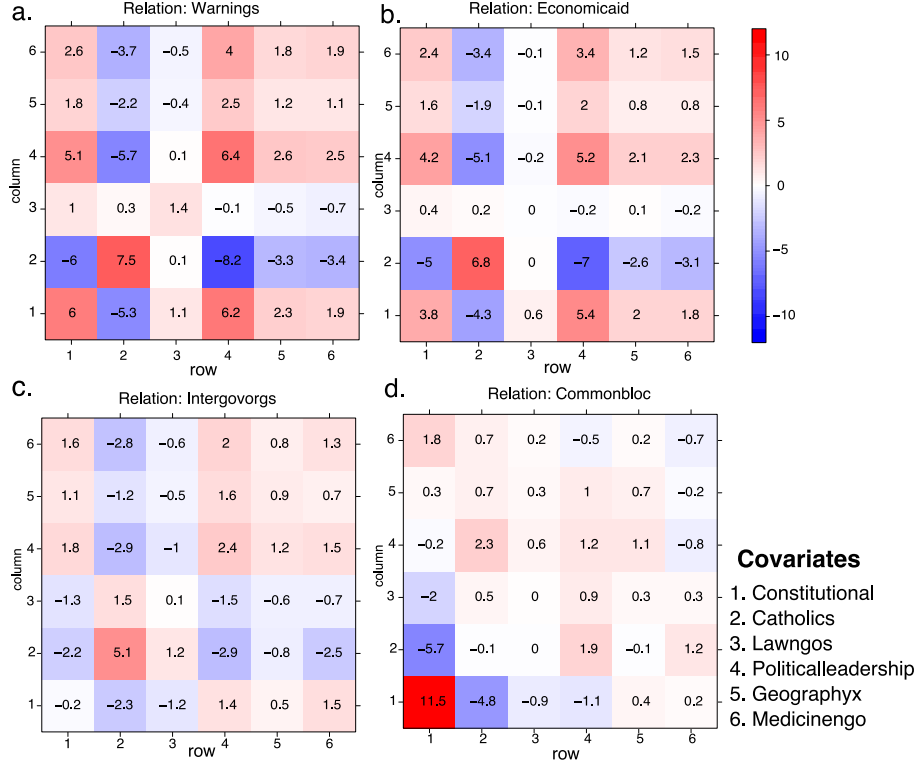 a.
Relation: Warnings
6 2.6 −3.7 −0.5 4 1.8 1.9
5 1.8 −2.2 −0.4 2.5 1.2 1.1
4 5.1 −5.7 0.1 6.4 2.6 2.5
3 1 0.3 1.4 −0.1 −0.5 −0.7
2 −6 7.5 0.1 −8.2 −3.3 −3.4
1 6 −5.3 1.1 6.2 2.3 1.9
column
1 2 3 4 5 6
row
b.
Relation: Economicaid
6 2.4 −3.4 −0.1 3.4 1.2 1.5
5 1.6 −1.9 −0.1 2 0.8 0.8
4 4.2 −5.1 −0.2 5.2 2.1 2.3
3 0.4 0.2 0 −0.2 0.1 −0.2
2 −5 6.8 0 −7 −2.6 −3.1
1 3.8 −4.3 0.6 5.4 2 1.8
column
1 2 3 4 5 6
row
10
5
0
−5
−10
c.
Relation: Intergovorgs
6 1.6 −2.8 −0.6 2 0.8 1.3
5 1.1 −1.2 −0.5 1.6 0.9 0.7
4 1.8 −2.9 −1 2.4 1.2 1.5
3 −1.3 1.5 0.1 −1.5 −0.6 −0.7
2 −2.2 5.1 1.2 −2.9 −0.8 −2.5
1 −0.2 −2.3 −1.2 1.4 0.5 1.5
column
1 2 3 4 5 6
row
d.
Relation: Commonbloc
6 1.8 0.7 0.2 −0.5 0.2 −0.7
5 0.3 0.7 0.3 1 0.7 −0.2
4 −0.2 2.3 0.6 1.2 1.1 −0.8
3 −2 0.5 0 0.9 0.3 0.3
2 −5.7 −0.1 0 1.9 −0.1 1.2
1 11.5 −4.8 −0.9 −1.1 0.4 0.2
column
1 2 3 4 5 6
row
Covariates
1. Constitutional
2. Catholics
3. Lawngos
4. Politicalleadership
5. Geographyx
6. Medicinengo